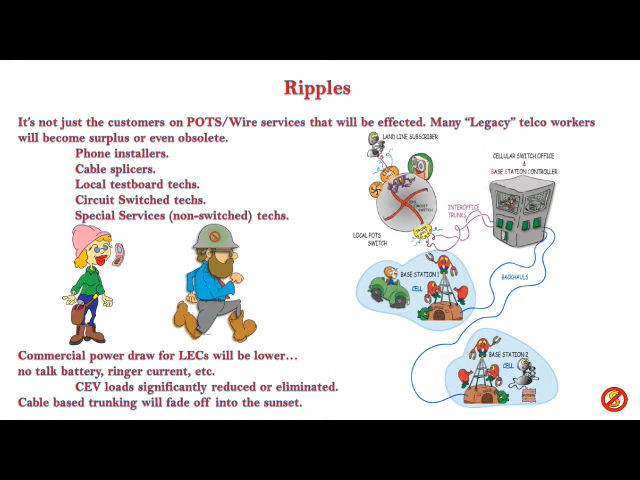 Ripples
It's not just the customers on POTS/Wire services that will be effected. Many "Legacy" telco workers
will become surplus or even obsolete.
Phone installers.
Cable splicers.
Local testboard techs.
Circuit Switched techs.
Special Services (non-switched) techs.
LAND LINE SUBSCRIBER
CELLULAR SWITCH OFFICE
&
BASE STATION CONTROLLER
INTEROFFICE
TRUNKS
LOCAL POTS
SWITCH
BASE STATION 1
CELL
BACKHAULS
BASE STATION 2
CELL
Commercial power draw for LECs will be lower...
no talk battery, ringer current, etc.
CEV loads significantly reduced or eliminated.
Cable based trunking will fade off into the sunset.